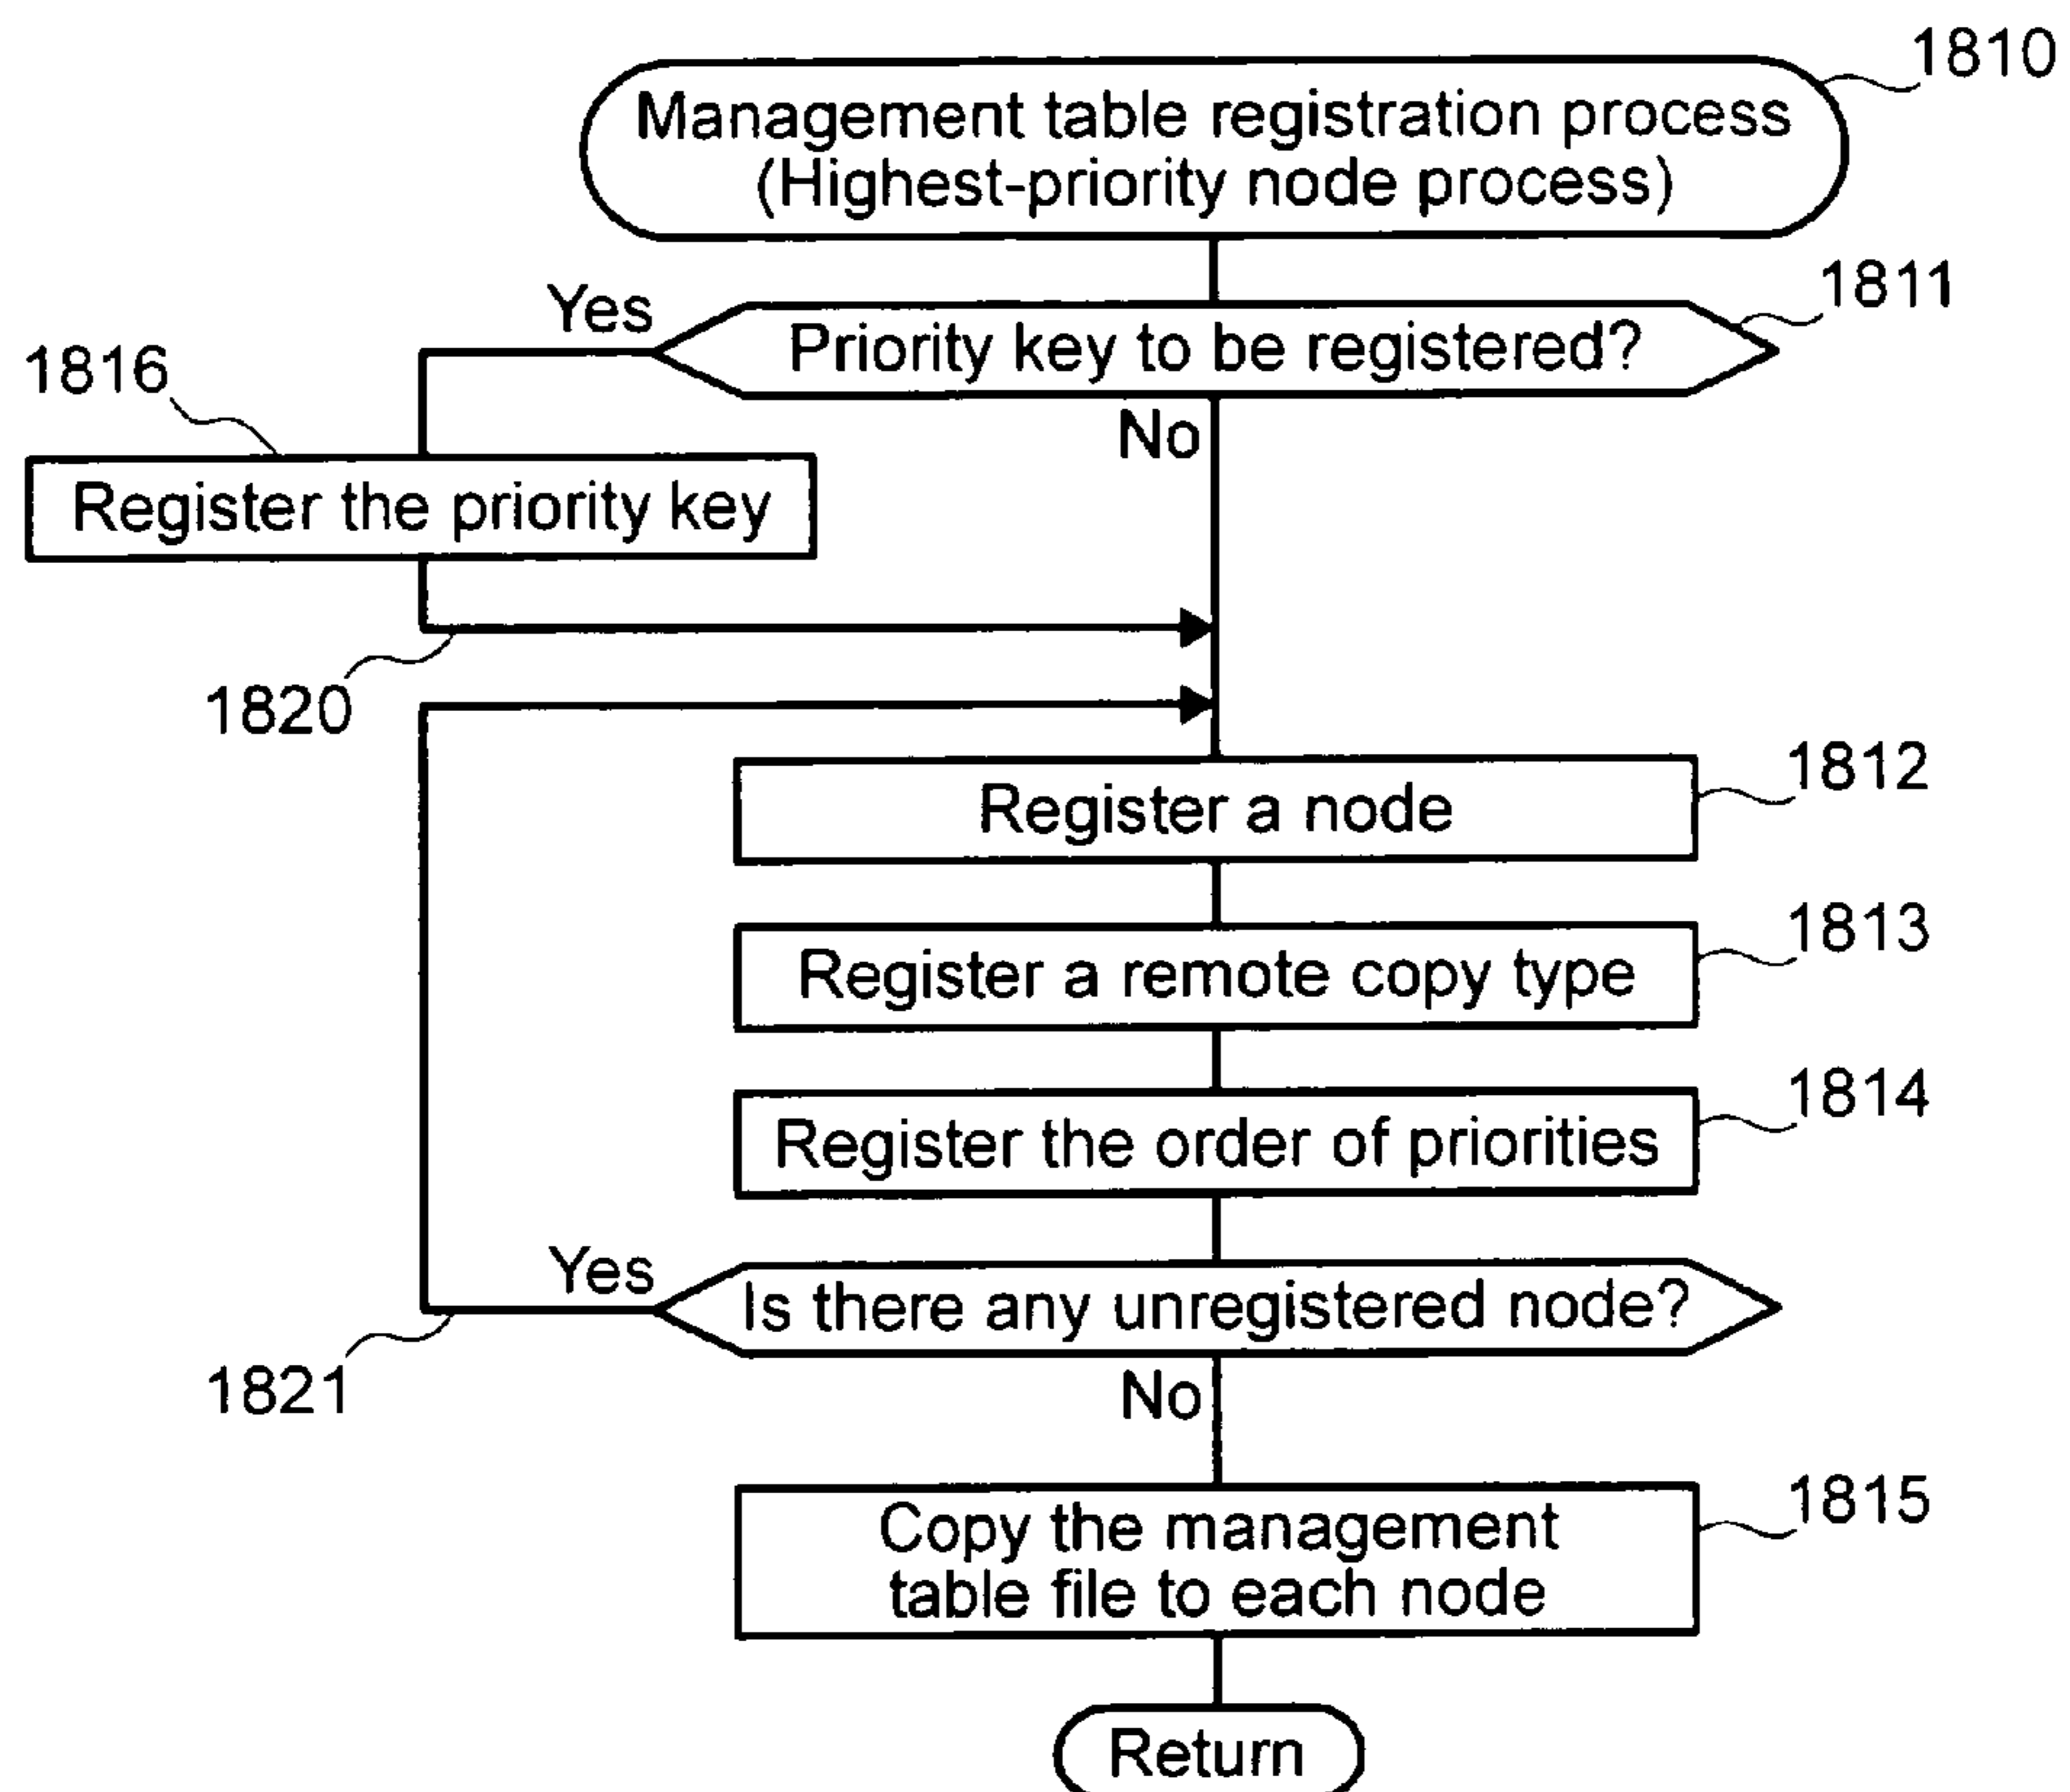 1810
Management table registration process
(Highest-priority node process)
1811
Yes
Priority key to be registered?
1816
No
Register the priority key
1820
1812
Register a node
1813
Register a remote copy type
1814
Register the order of priorities
Yes
Is there any unregistered node?
1821
No
1815
Copy the management
table file to each node
Return